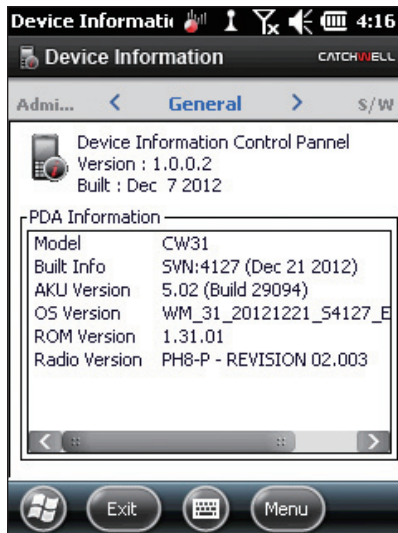 Device Informatic 4:16
Device Information CATCHWELL
Admi... < General > S/W
Device Information Control Pannel
Version : 1.0.0.2
Built : Dec 7 2012
PDA Information
Model CW31
Built Info SVN:4127 (Dec 21 2012)
AKU Version 5.02 (Build 29094)
OS Version WM_31_20121221_S4127_E
ROM Version 1.31.01
Radio Version PH8-P - REVISION 02.003
Exit Menu